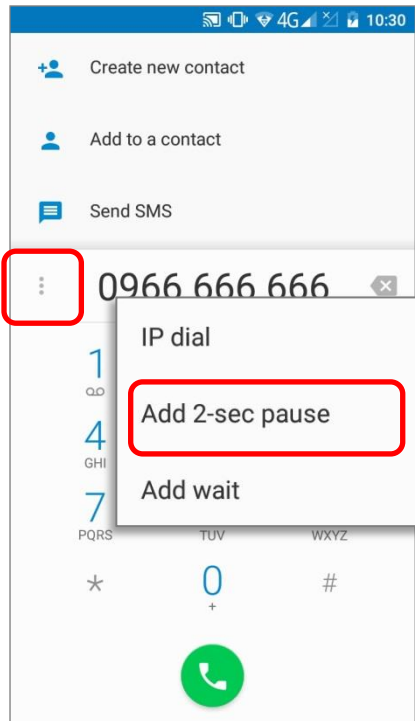 4G 10:30
Create new contact
Add to a contact
Send SMS
0966 666 666
IP dial
1
Add 2-sec pause
4
GHI
Add wait
7
PQRS TUV WXYZ
* 0 #
+